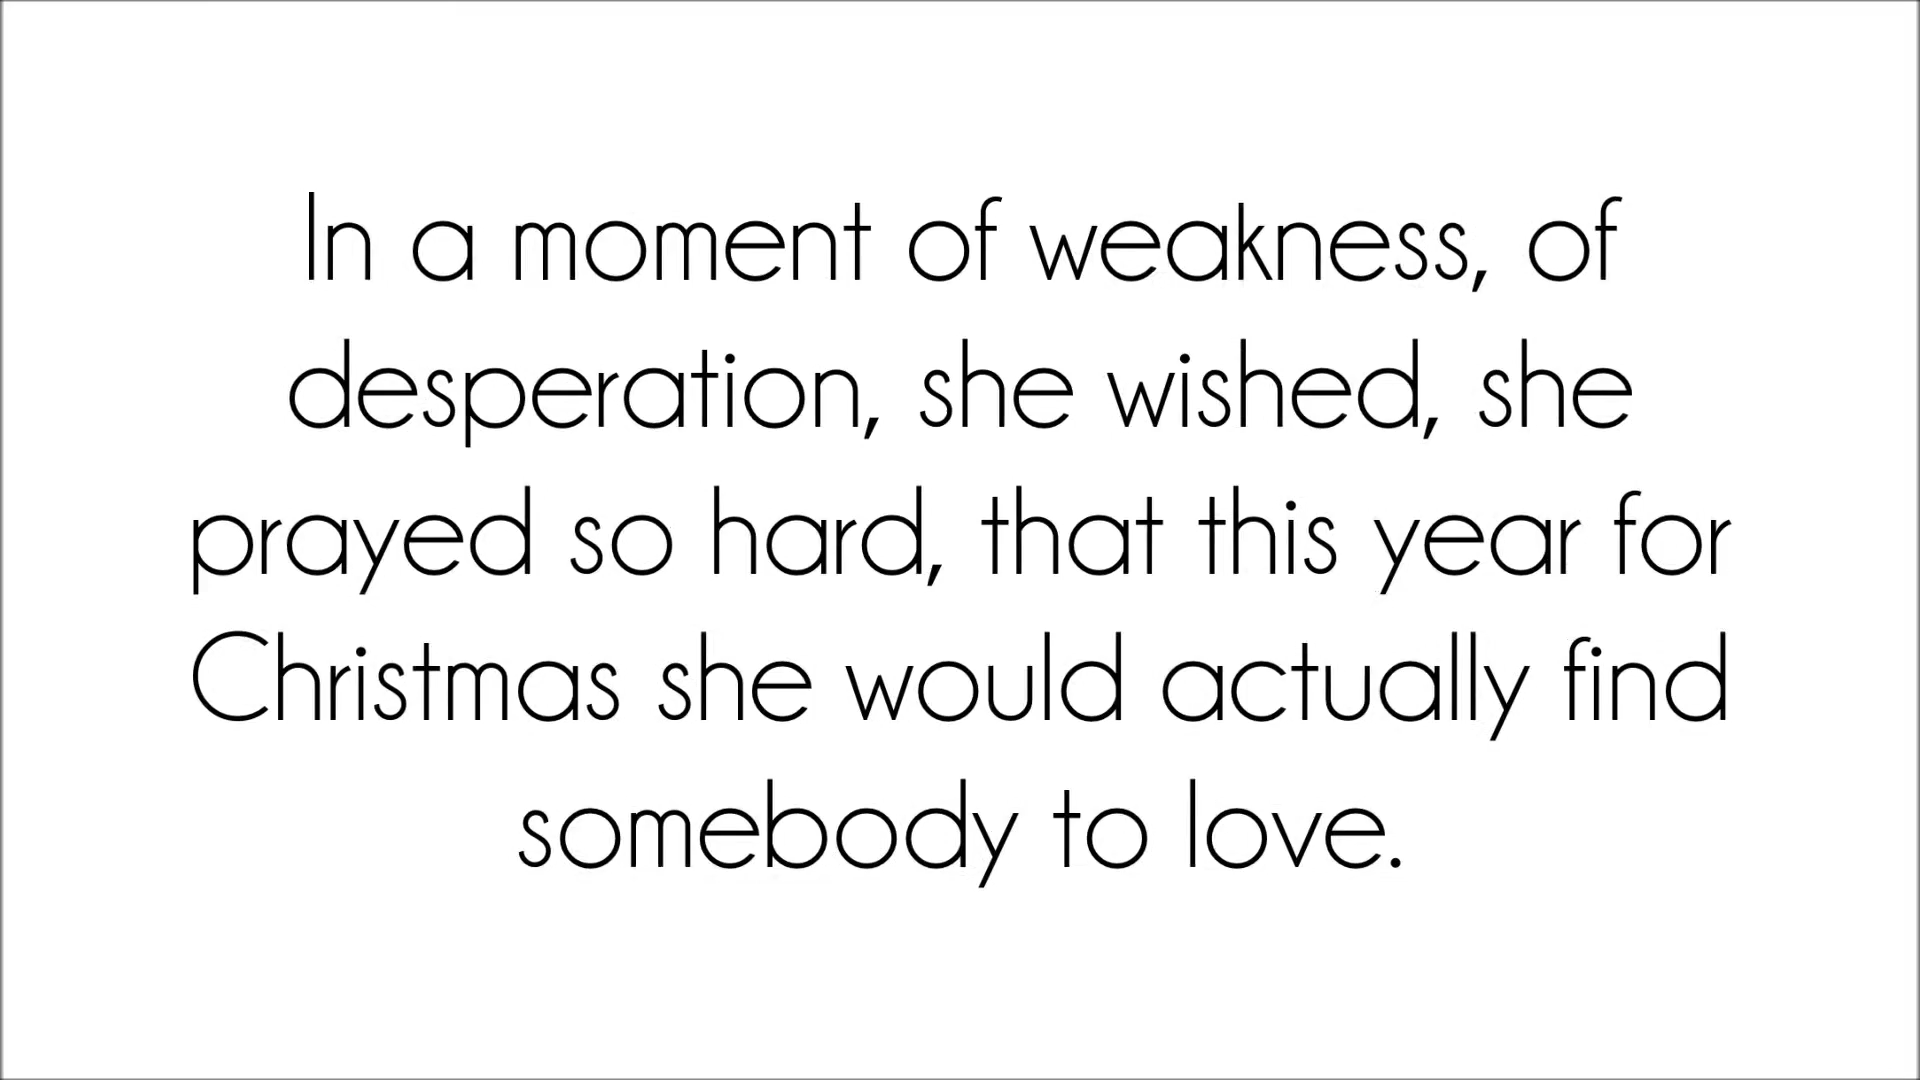 In a moment of weakness, of
desperation, she wished, she
prayed so hard, that this year for
Christmas she would actually find
somebody to love.